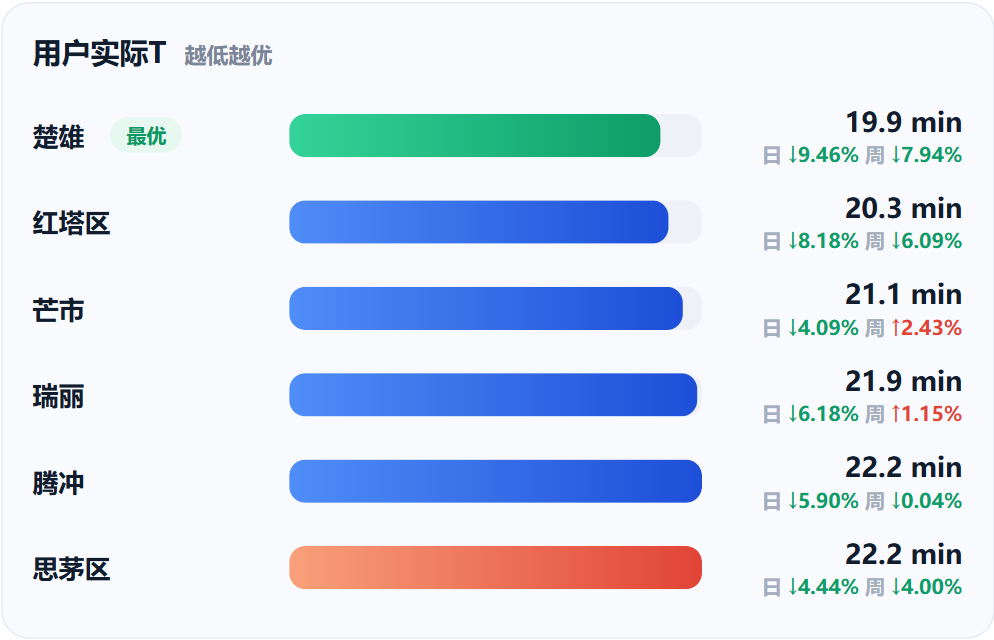 用户实际T 越低越优
楚雄 最优 19.9 min
日 ↓9.46% 周 ↓7.94%
红塔区 20.3 min
日 ↓8.18% 周 ↓6.09%
芒市 21.1 min
日 ↓4.09% 周 ↑2.43%
瑞丽 21.9 min
日 ↓6.18% 周 ↑1.15%
腾冲 22.2 min
日 ↓5.90% 周 ↓0.04%
思茅区 22.2 min
日 ↓4.44% 周 ↓4.00%